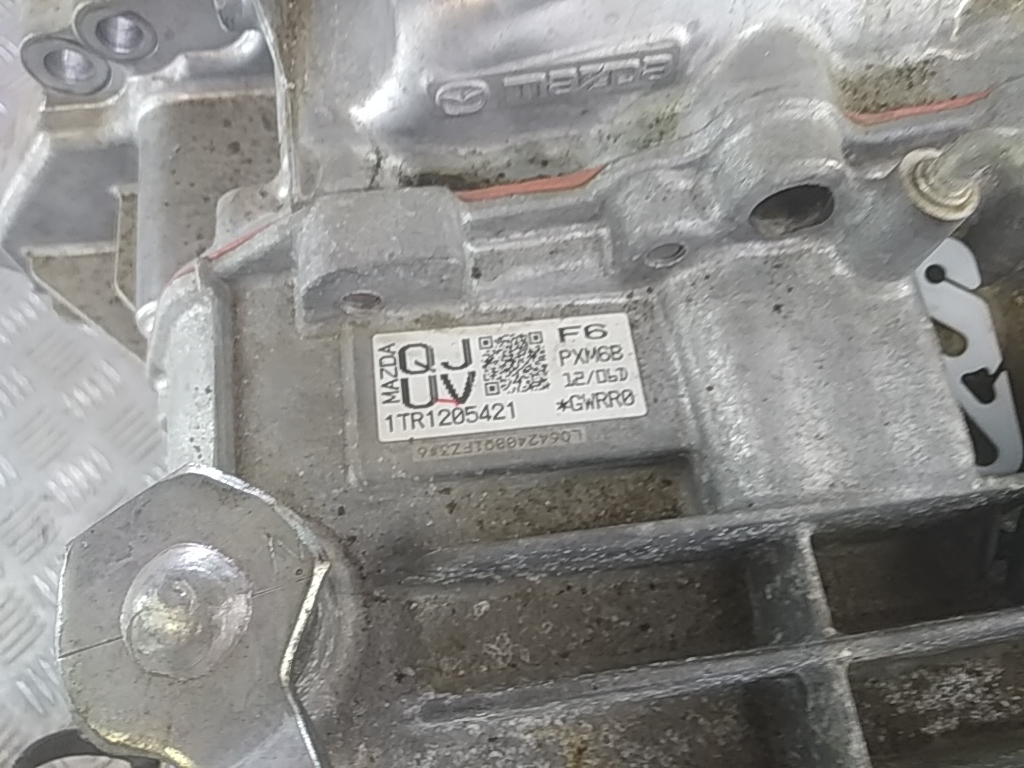 MAZDA
MAZDA
QJ
UV
F6
PXM6B
12/06D
1TR1205421
*GWRR0